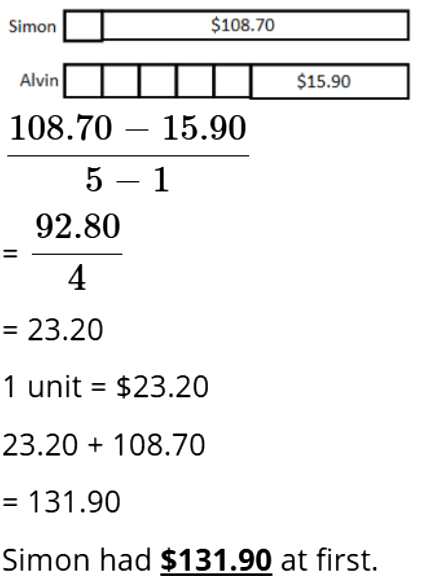 Simon $108.70
Alvin $15.90
108.70 − 15.90
5 − 1
= 92.80
4
= 23.20
1 unit = $23.20
23.20 + 108.70
= 131.90
Simon had $131.90 at first.